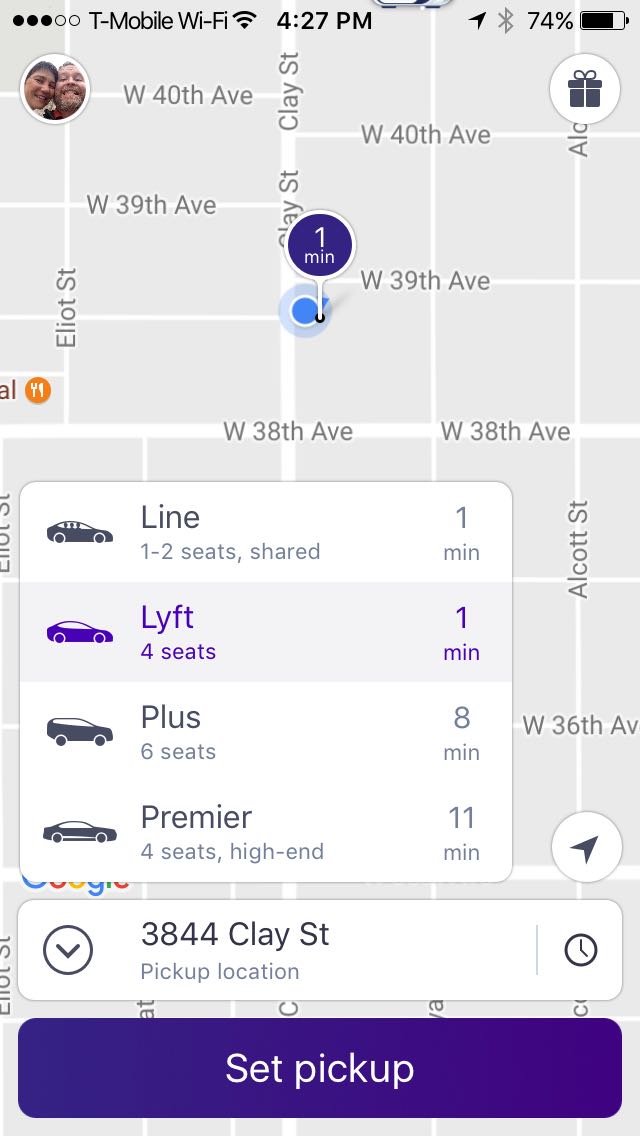 T-Mobile Wi-Fi 4:27 PM 74%
W 40th Ave
Clay St
W 40th Ave
W 39th Ave
Clay St
1
min
W 39th Ave
Eliot St
al
W 38th Ave W 38th Ave
Line 1
1-2 seats, shared min
Eliot St
Alcott St
Lyft 1
4 seats min
Plus 8
6 seats min
W 36th Av
Premier 11
4 seats, high-end min
Google
3844 Clay St
Pickup location
Eliot St
Set pickup